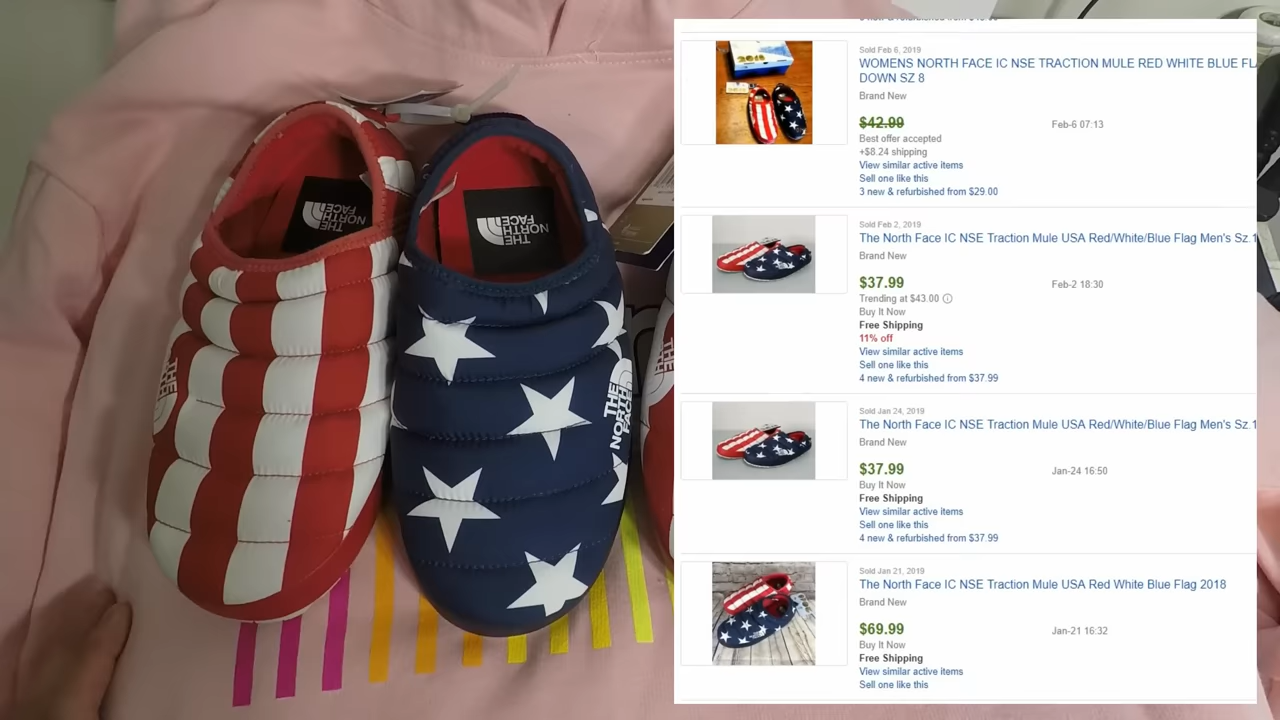 THE
NORTH
FACE
THE
NORTH
FACE
THE
NORTH
FACE
Sold Feb 6, 2019
WOMENS NORTH FACE IC NSE TRACTION MULE RED WHITE BLUE
DOWN SZ 8
Brand New
$42.99 Feb-6 07:13
Best offer accepted
+$8.24 shipping
View similar active items
Sell one like this
3 new & refurbished from $29.00
Sold Feb 2, 2019
The North Face IC NSE Traction Mule USA Red/White/Blue Flag Men's Sz.1
Brand New
$37.99 Feb-2 18:30
Trending at $43.00
Buy It Now
Free Shipping
11% off
View similar active items
Sell one like this
4 new & refurbished from $37.99
Sold Jan 24, 2019
The North Face IC NSE Traction Mule USA Red/White/Blue Flag Men's Sz.1
Brand New
$37.99 Jan-24 16:50
Buy It Now
Free Shipping
View similar active items
Sell one like this
4 new & refurbished from $37.99
Sold Jan 21, 2019
The North Face IC NSE Traction Mule USA Red White Blue Flag 2018
Brand New
$69.99 Jan-21 16:32
Buy It Now
Free Shipping
View similar active items
Sell one like this